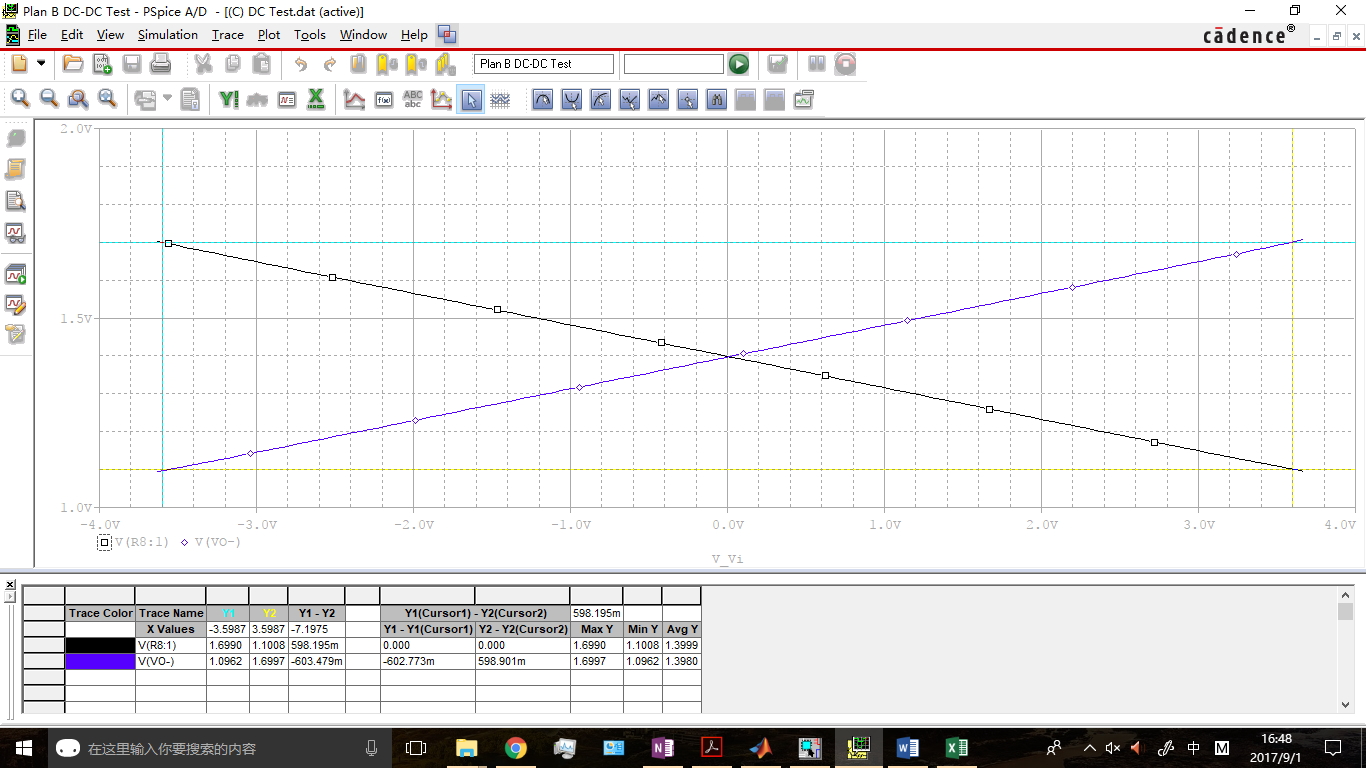 Plan B DC-DC Test - PSpice A/D - [(C) DC Test.dat (active)]
File Edit View Simulation Trace Plot Tools Window Help
cādence®
Plan B DC-DC Test
ABC
abc
2.0V
1.5V
1.0V
-4.0V -3.0V -2.0V -1.0V 0.0V 1.0V 2.0V 3.0V 4.0V
V(R8:1) V(VO-)
V_Vi
Trace Color Trace Name Y1 Y2 Y1 - Y2 Y1(Cursor1) - Y2(Cursor2) 598.195m
X Values -3.5987 3.5987 -7.1975 Y1 - Y1(Cursor1) Y2 - Y2(Cursor2) Max Y Min Y Avg Y
V(R8:1) 1.6990 1.1008 598.195m 0.000 0.000 1.6990 1.1008 1.3999
V(VO-) 1.0962 1.6997 -603.479m -602.773m 598.901m 1.6997 1.0962 1.3980
在这里输入你要搜索的内容
中 M
16:48
2017/9/1